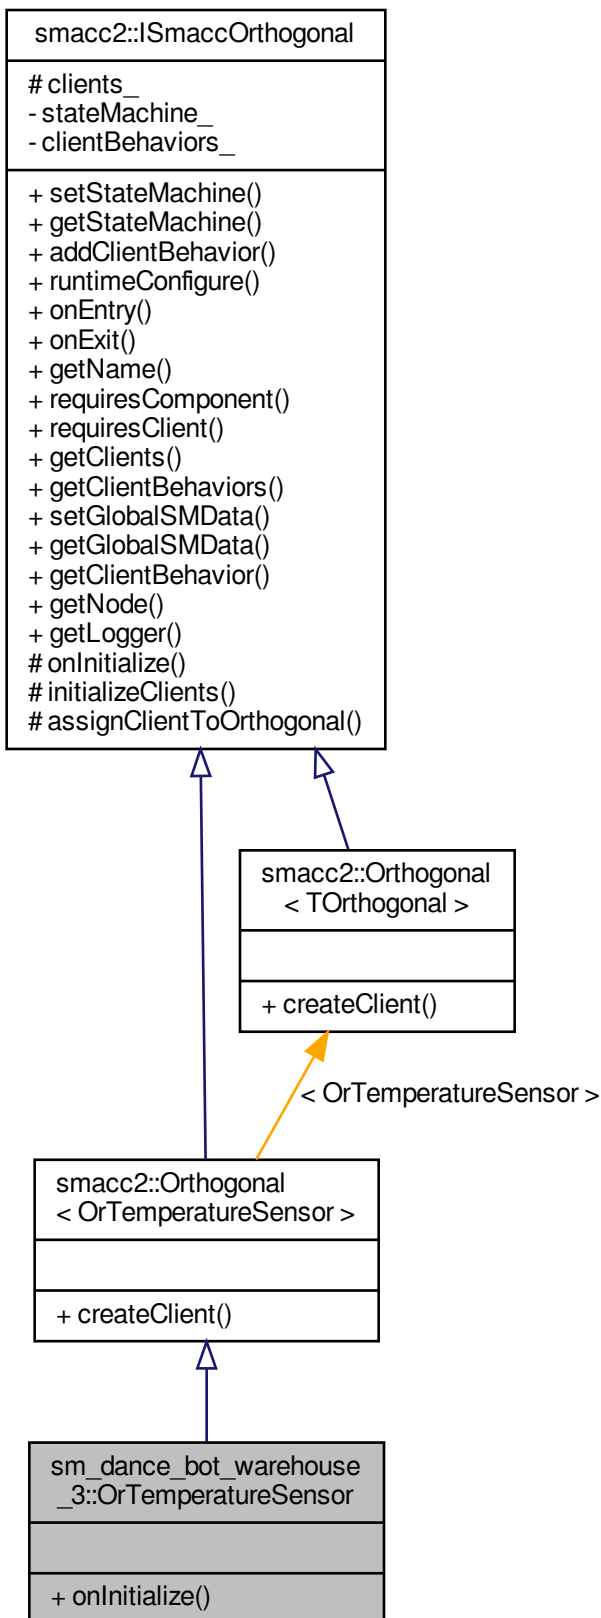 smacc2::ISmaccOrthogonal
# clients_
- stateMachine_
- clientBehaviors_
+ setStateMachine()
+ getStateMachine()
+ addClientBehavior()
+ runtimeConfigure()
+ onEntry()
+ onExit()
+ getName()
+ requiresComponent()
+ requiresClient()
+ getClients()
+ getClientBehaviors()
+ setGlobalSMData()
+ getGlobalSMData()
+ getClientBehavior()
+ getNode()
+ getLogger()
# onInitialize()
# initializeClients()
# assignClientToOrthogonal()
smacc2::Orthogonal
< TOrthogonal >
+ createClient()
< OrTemperatureSensor >
smacc2::Orthogonal
< OrTemperatureSensor >
+ createClient()
sm_dance_bot_warehouse
_3::OrTemperatureSensor
+ onInitialize()